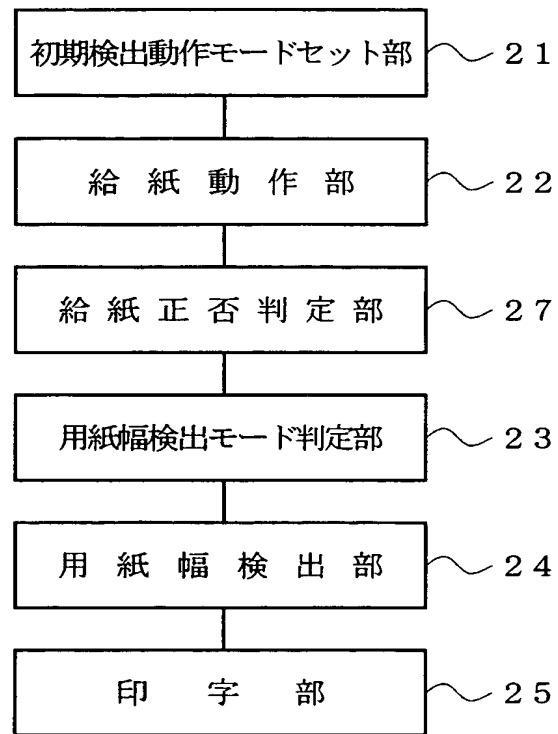 初期検出動作モードセット部 21
給紙動作部 22
給紙正否判定部 27
用紙幅検出モード判定部 23
用紙幅検出部 24
印字部 25